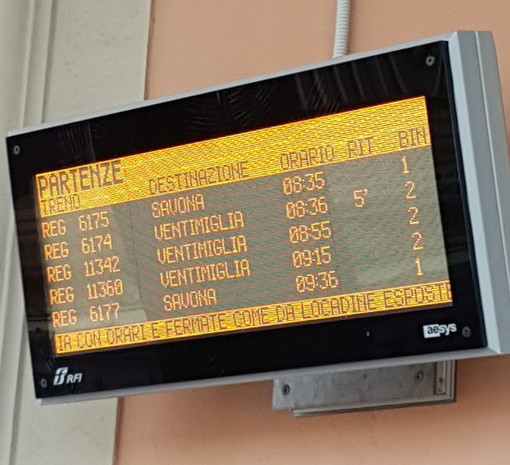 PARTENZE
TRENO DESTINAZIONE ORARIO RIT BIN
REG 6175 SAVONA 08:35 1
REG 6174 VENTIMIGLIA 08:36 5' 2
REG 11342 VENTIMIGLIA 08:55 2
REG 11360 VENTIMIGLIA 09:15 2
REG 6177 SAVONA 09:36 1
IA CON ORARI E FERMATE COME DA LOCADINE ESPOSTE
RFI aesys